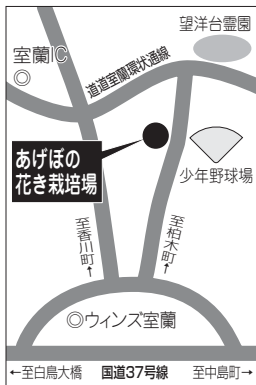 望洋台霊園
室蘭IC
◎
道道室蘭環状通線
あけぼの
花き栽培場
少年野球場
至香川町→
至柏木町→
◎ウィンズ室蘭
←至白鳥大橋 国道37号線 至中島町→